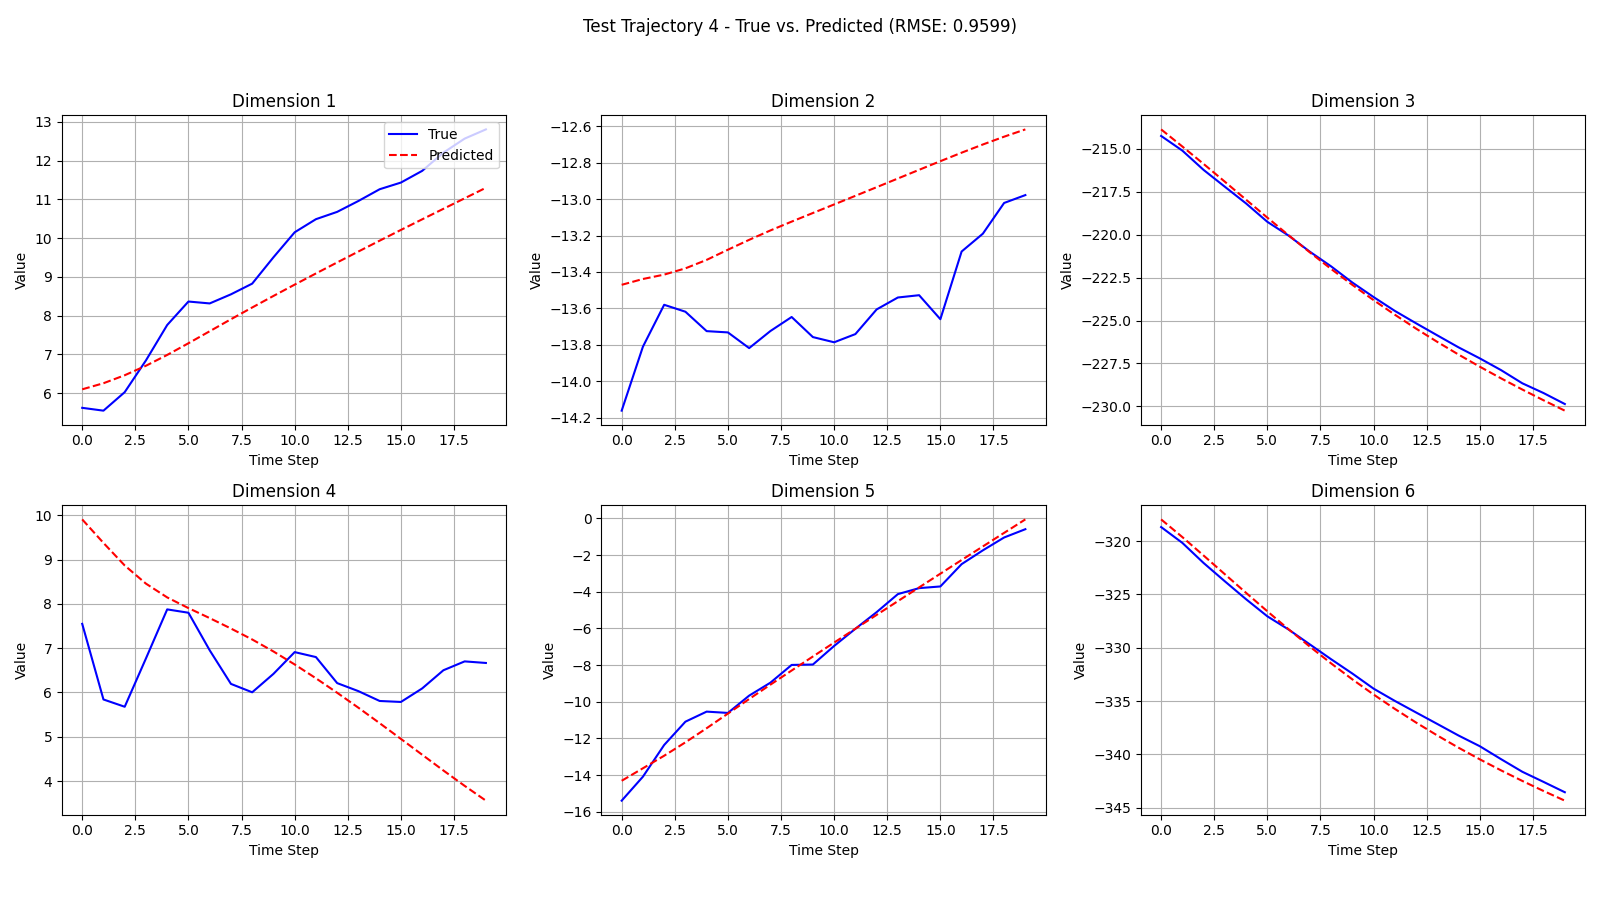 Test Trajectory 4 - True vs. Predicted (RMSE: 0.9599)
Dimension 1
Value
13
12
11
10
9
8
7
6
True
Predicted
0.0 2.5 5.0 7.5 10.0 12.5 15.0 17.5
Time Step
Dimension 2
Value
−12.6
−12.8
−13.0
−13.2
−13.4
−13.6
−13.8
−14.0
−14.2
0.0 2.5 5.0 7.5 10.0 12.5 15.0 17.5
Time Step
Dimension 3
Value
−215.0
−217.5
−220.0
−222.5
−225.0
−227.5
−230.0
0.0 2.5 5.0 7.5 10.0 12.5 15.0 17.5
Time Step
Dimension 4
Value
10
9
8
7
6
5
4
0.0 2.5 5.0 7.5 10.0 12.5 15.0 17.5
Time Step
Dimension 5
Value
0
−2
−4
−6
−8
−10
−12
−14
−16
0.0 2.5 5.0 7.5 10.0 12.5 15.0 17.5
Time Step
Dimension 6
Value
−320
−325
−330
−335
−340
−345
0.0 2.5 5.0 7.5 10.0 12.5 15.0 17.5
Time Step